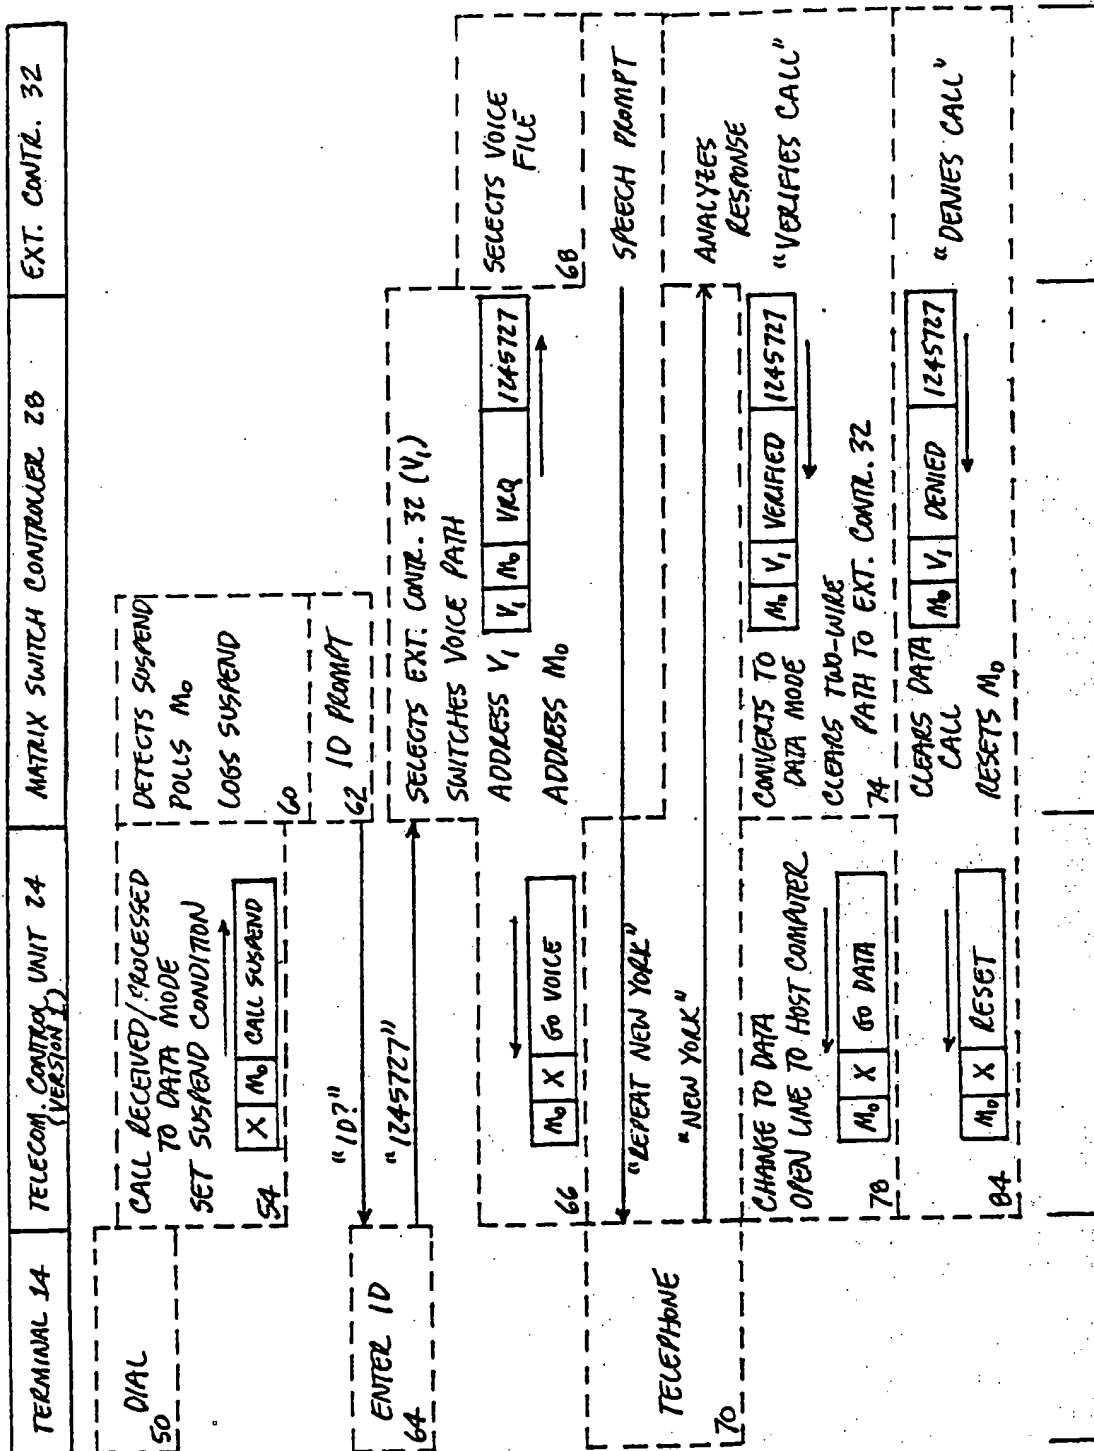 TERMINAL 14
TELECOM. CONTROL UNIT 24
(VERSION I)
MATRIX SWITCH CONTROLLER 28
EXT. CONTR. 32
DIAL
50
CALL RECEIVED/PROCESSED
TO DATA MODE
SET SUSPEND CONDITION
X M₀ CALL SUSPEND
54
DETECTS SUSPEND
POLLS M₀
LOGS SUSPEND
60
62 ID PROMPT
"ID?"
ENTER ID
64
"1245727"
SELECTS EXT. CONTR. 32 (V₁)
SWITCHES VOICE PATH
ADDRESS V₁
V₁ M₀ VRQ 1245727
ADDRESS M₀
SELECTS VOICE
FILE
68
M₀ X GO VOICE
66
SPEECH PROMPT
"REPEAT NEW YORK"
TELEPHONE
70
"NEW YORK"
ANALYZES
RESPONSE
"VERIFIES CALL"
M₀ V₁ VERIFIED 1245727
CONVERTS TO
DATA MODE
CLEARS TWO-WIRE
74 PATH TO EXT. CONTR. 32
CHANGE TO DATA
OPEN LINE TO HOST COMPUTER
M₀ X GO DATA
78
"DENIES CALL"
M₀ V₁ DENIED 1245727
CLEARS DATA
CALL
RESETS M₀
M₀ X RESET
84